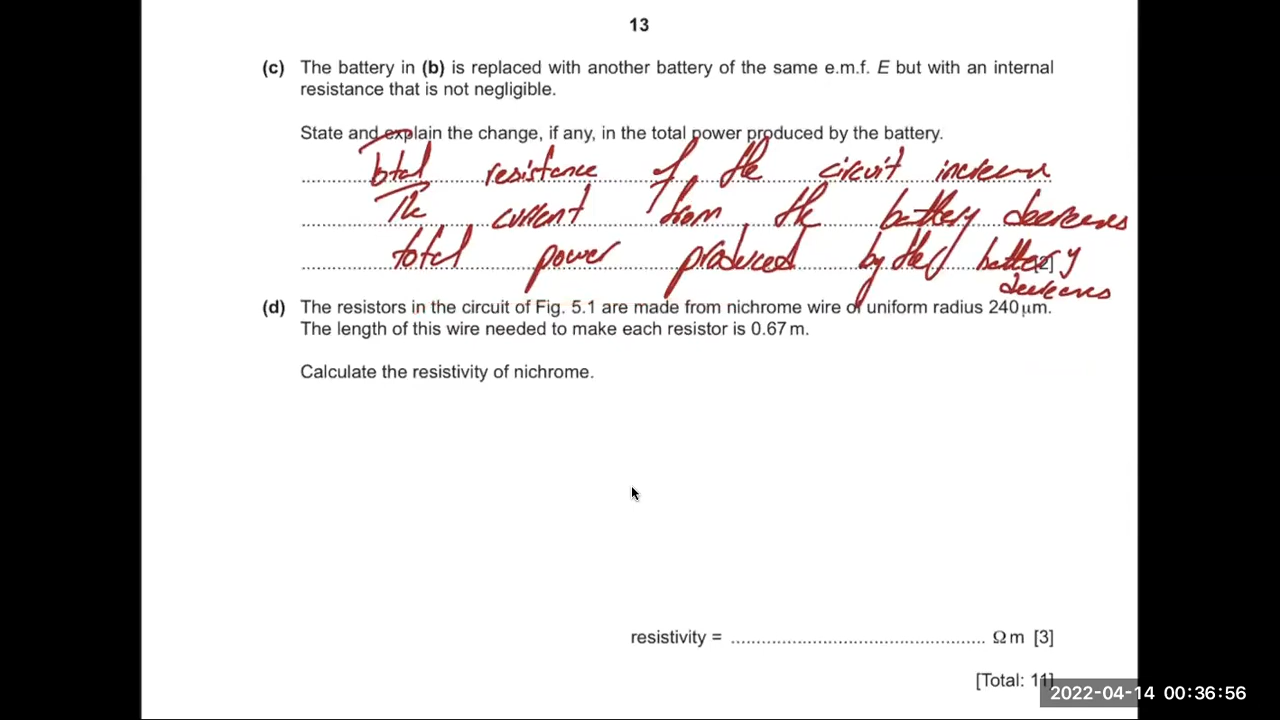 13
(c) The battery in (b) is replaced with another battery of the same e.m.f. E but with an internal
resistance that is not negligible.
State and explain the change, if any, in the total power produced by the battery.
Total resistance of the circuit increases
The current from the battery decreases
total power produced by the battery
[2]
decreases
(d) The resistors in the circuit of Fig. 5.1 are made from nichrome wire of uniform radius 240 μm.
The length of this wire needed to make each resistor is 0.67 m.
Calculate the resistivity of nichrome.
resistivity = .................................................. Ω m [3]
[Total: 11]
2022-04-14 00:36:56